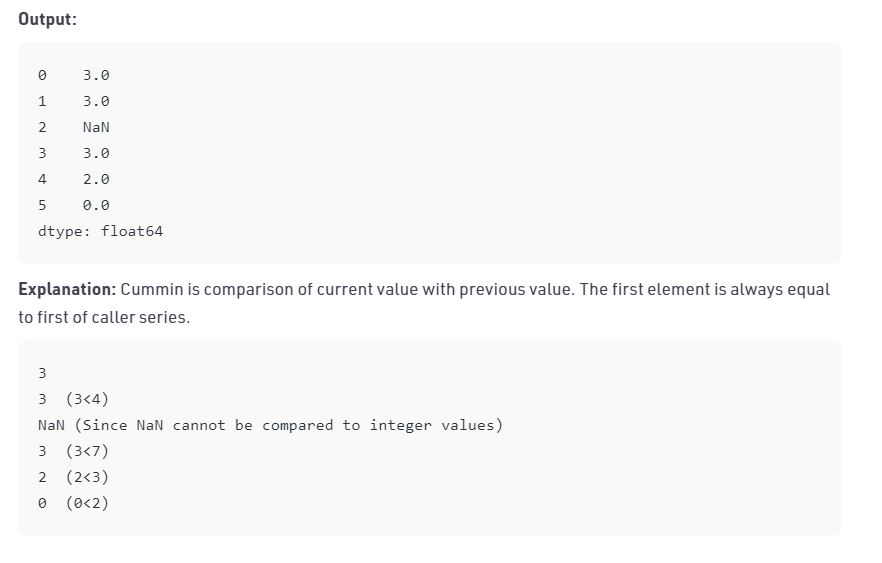 Output:
0    3.0
1    3.0
2    NaN
3    3.0
4    2.0
5    0.0
dtype: float64
Explanation: Cummin is comparison of current value with previous value. The first element is always equal
to first of caller series.
3
3  (3<4)
NaN (Since NaN cannot be compared to integer values)
3  (3<7)
2  (2<3)
0  (0<2)